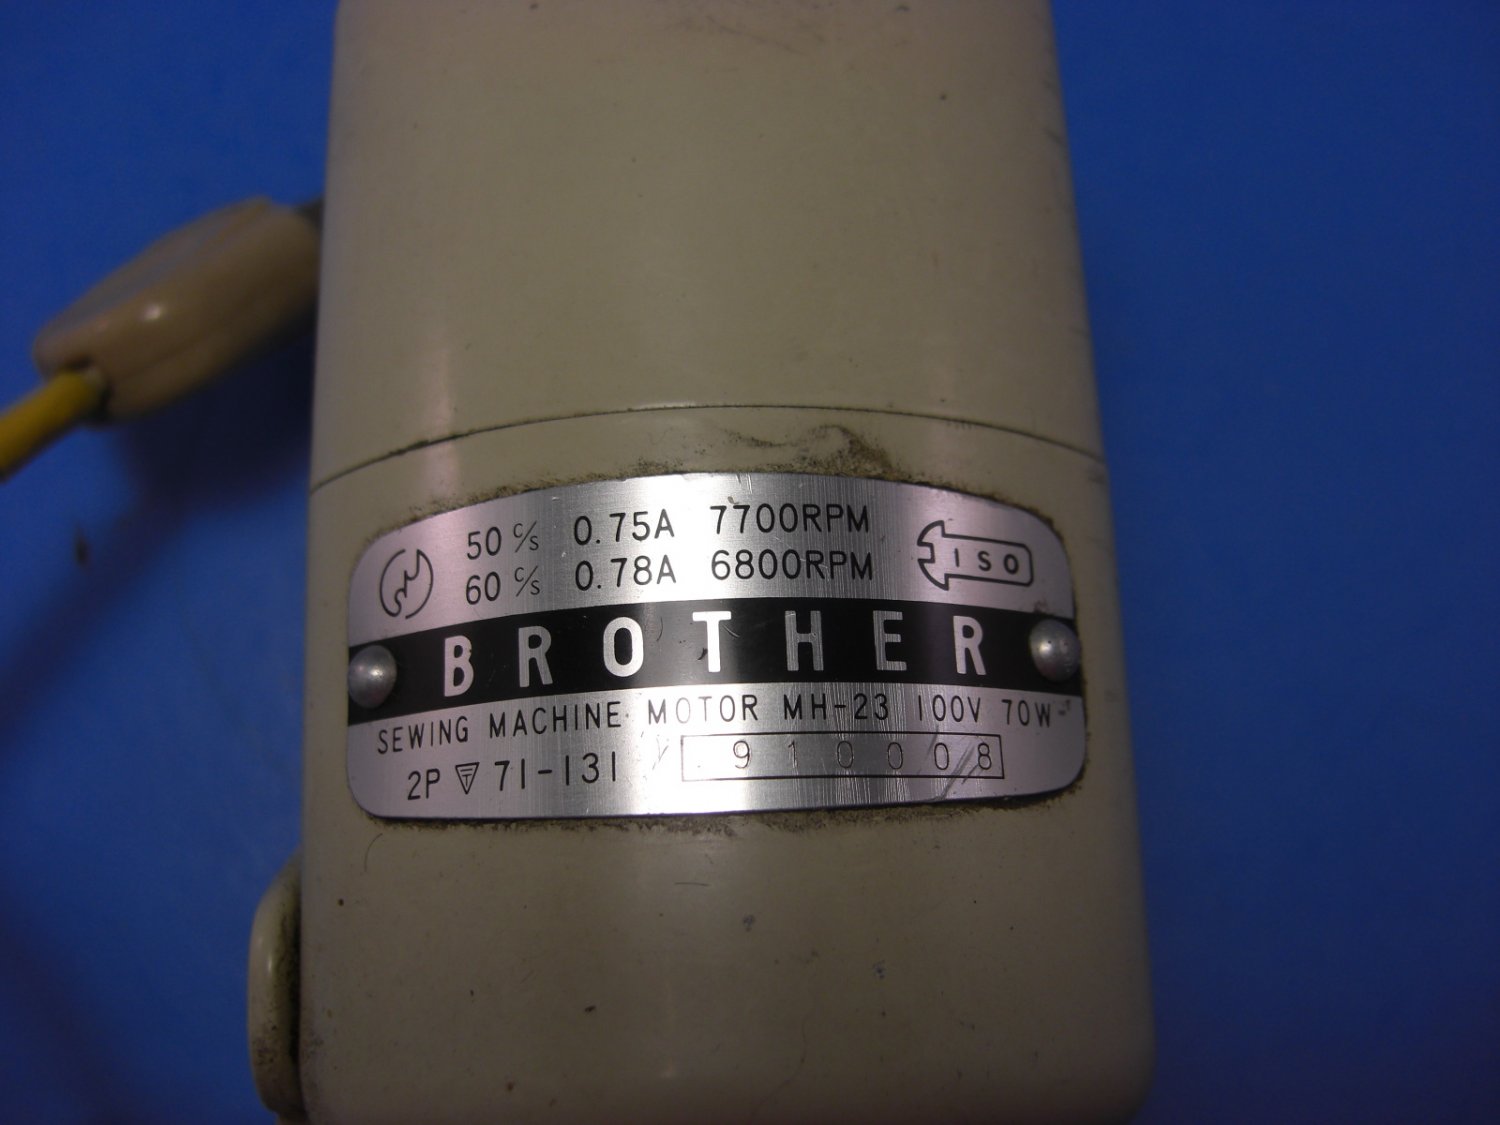 50 c/s 0.75A 7700RPM
60 c/s 0.78A 6800RPM
ISO
BROTHER
SEWING MACHINE MOTOR MH-23 100V 70W
2P T 71-131 910008